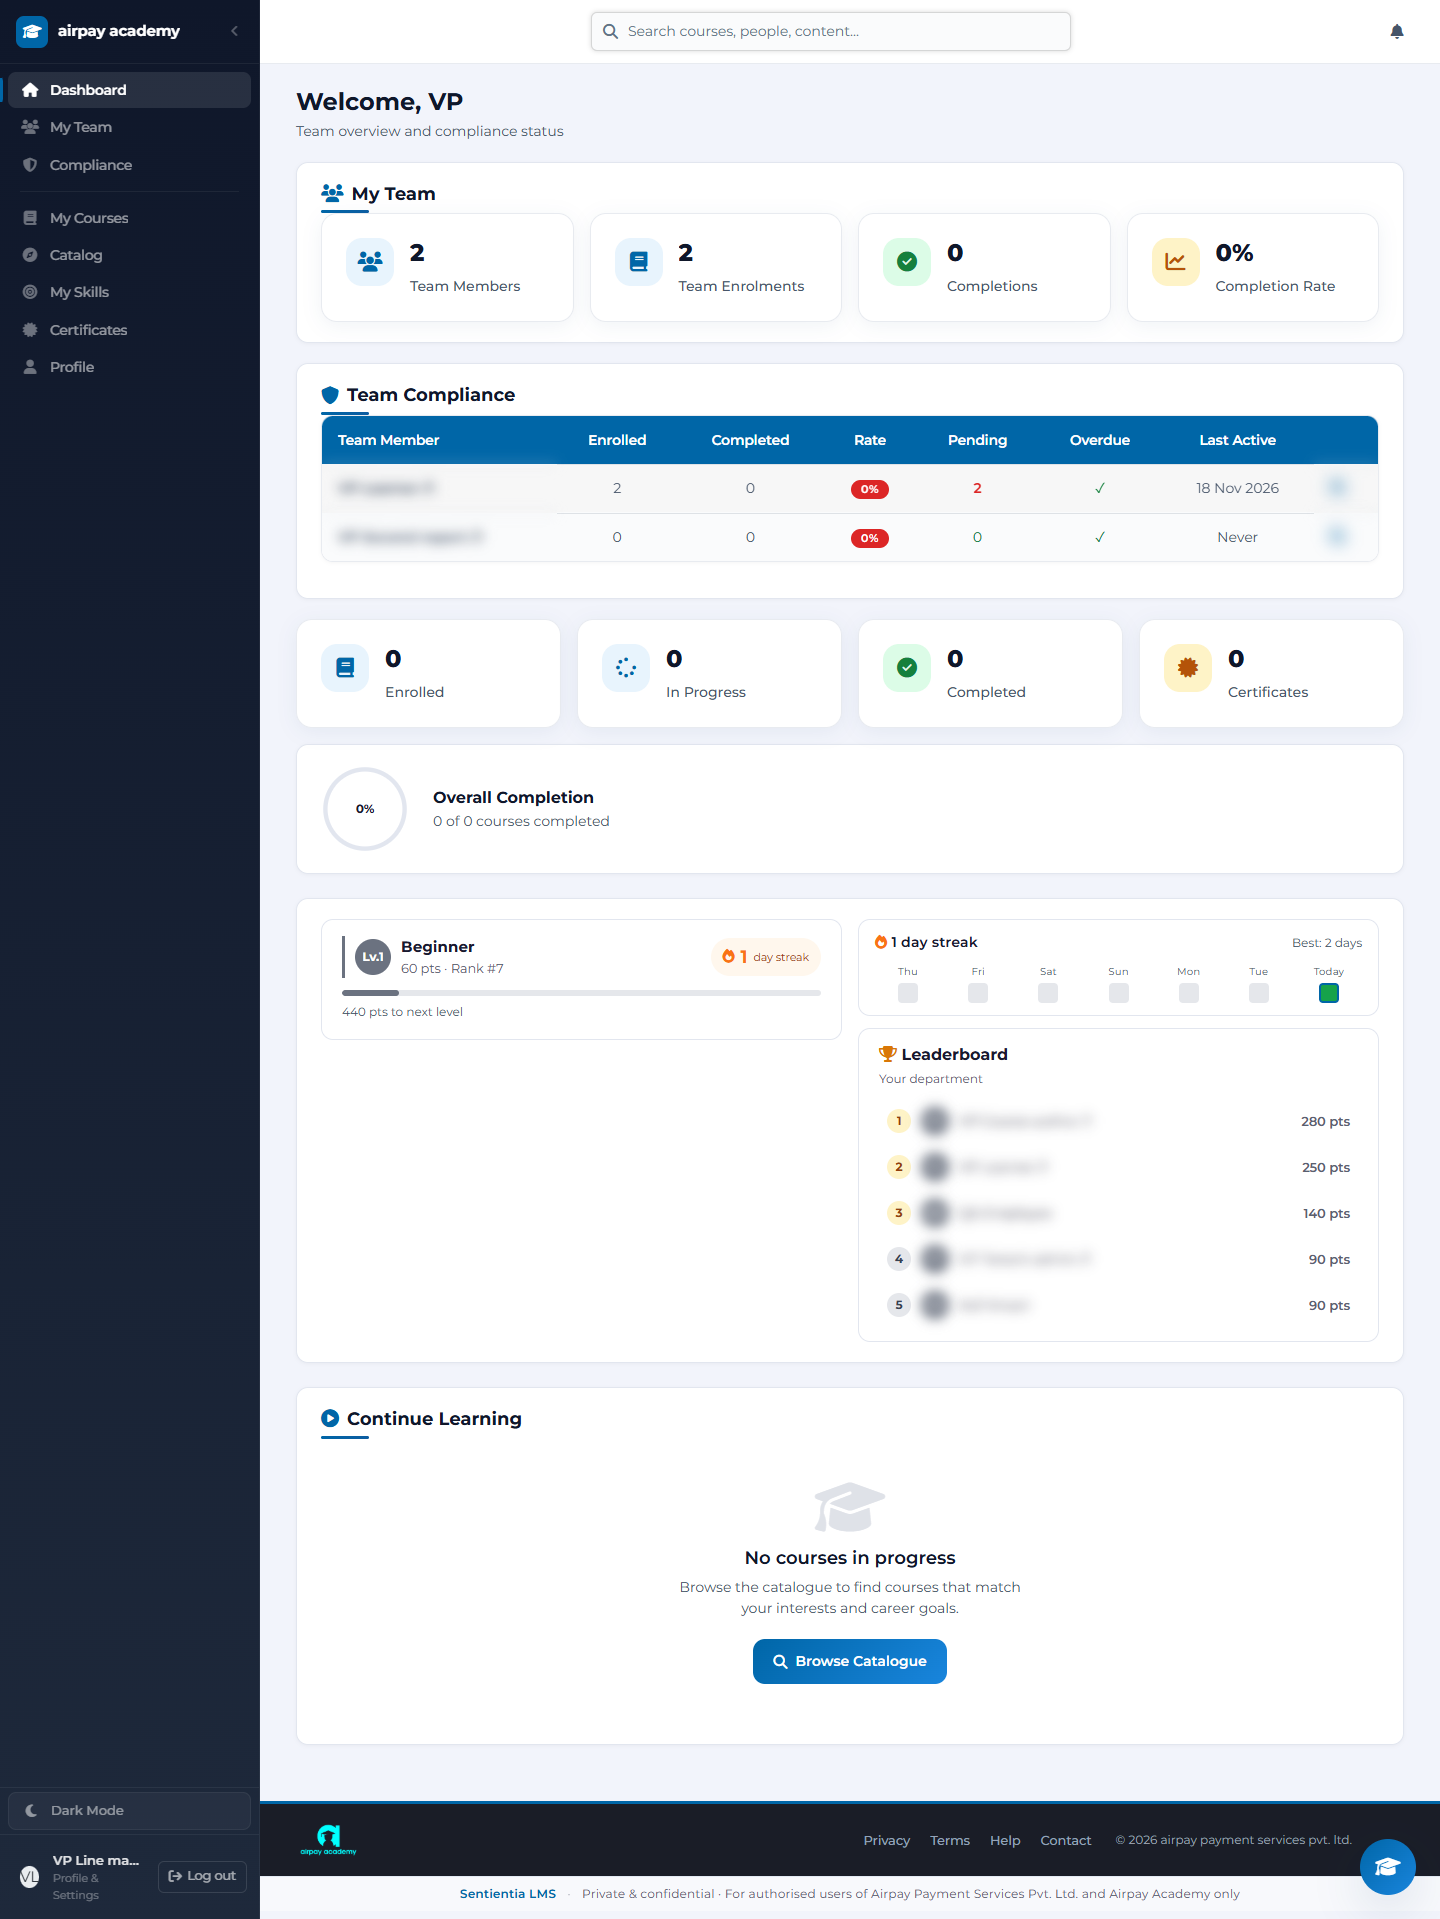 airpay academy
Dashboard
My Team
Compliance
My Courses
Catalog
My Skills
Certificates
Profile
Dark Mode
VL
VP Line ma...
Profile &
Settings
Log out
Search courses, people, content...
Welcome, VP
Team overview and compliance status
My Team
2
Team Members
2
Team Enrolments
0
Completions
0%
Completion Rate
Team Compliance
Team Member Enrolled Completed Rate Pending Overdue Last Active
2 0 0% 2 ✓ 18 Nov 2026
0 0 0% 0 ✓ Never
0
Enrolled
0
In Progress
0
Completed
0
Certificates
0%
Overall Completion
0 of 0 courses completed
Lv.1
Beginner
60 pts · Rank #7
1 day streak
440 pts to next level
1 day streak
Best: 2 days
Thu Fri Sat Sun Mon Tue Today
Leaderboard
Your department
1 280 pts
2 250 pts
3 140 pts
4 90 pts
5 90 pts
Continue Learning
No courses in progress
Browse the catalogue to find courses that match
your interests and career goals.
Browse Catalogue
airpay academy
Privacy Terms Help Contact © 2026 airpay payment services pvt. ltd.
Sentientia LMS · Private & confidential · For authorised users of Airpay Payment Services Pvt. Ltd. and Airpay Academy only